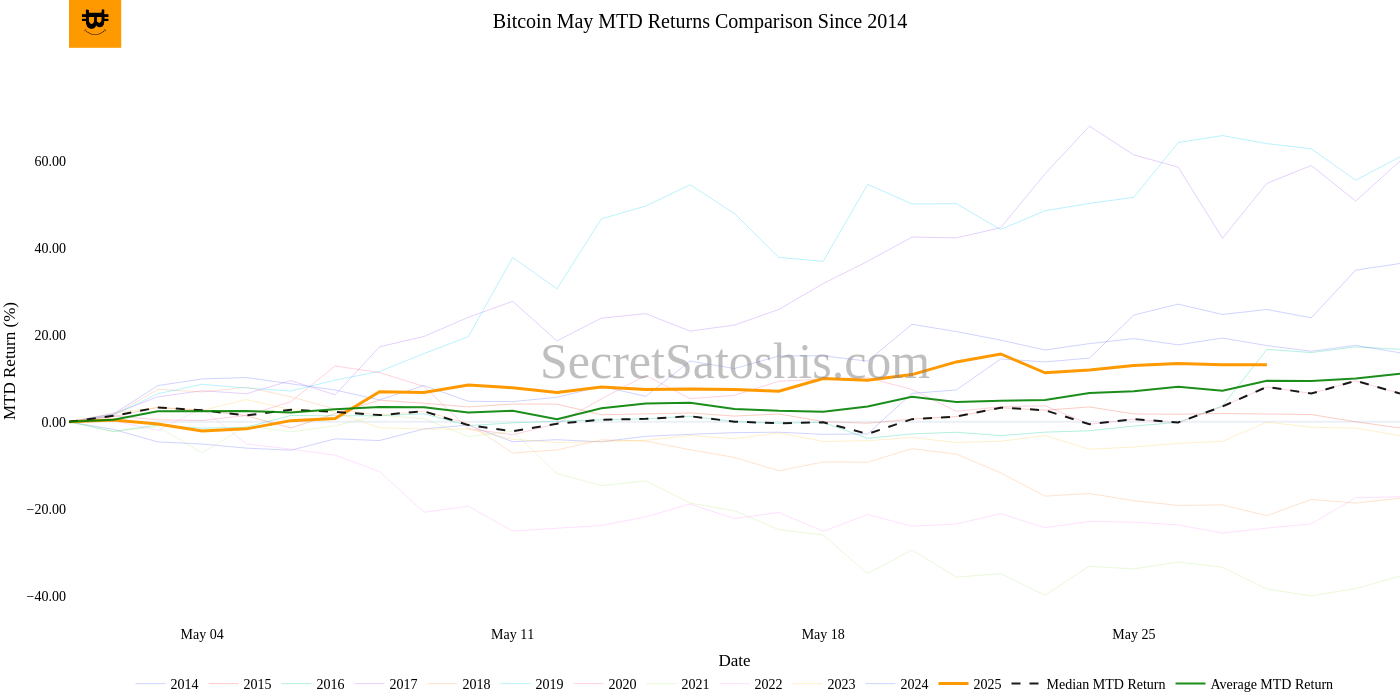 Bitcoin May MTD Returns Comparison Since 2014
MTD Return (%)
60.00
40.00
20.00
0.00
−20.00
−40.00
SecretSatoshis.com
May 04 May 11 May 18 May 25
Date
2014 2015 2016 2017 2018 2019 2020 2021 2022 2023 2024 2025 Median MTD Return Average MTD Return